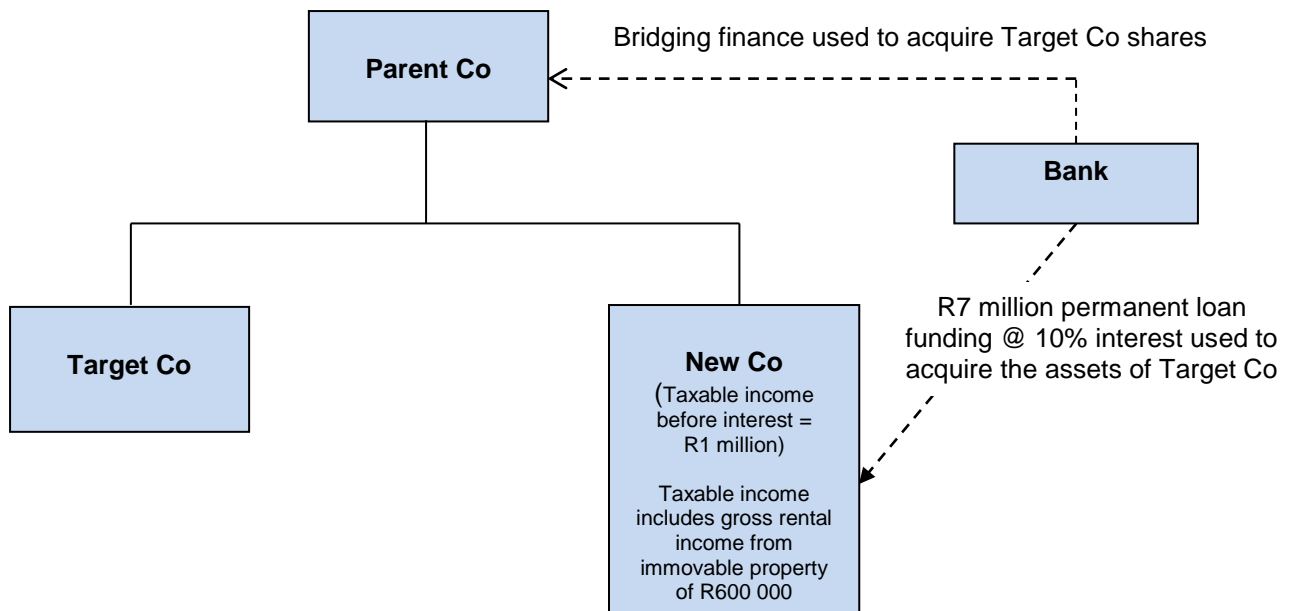 Bridging finance used to acquire Target Co shares
Parent Co
Bank
Target Co
New Co
(Taxable income
before interest =
R1 million)
Taxable income
includes gross rental
income from
immovable property
of R600 000
R7 million permanent loan
funding @ 10% interest used to
acquire the assets of Target Co